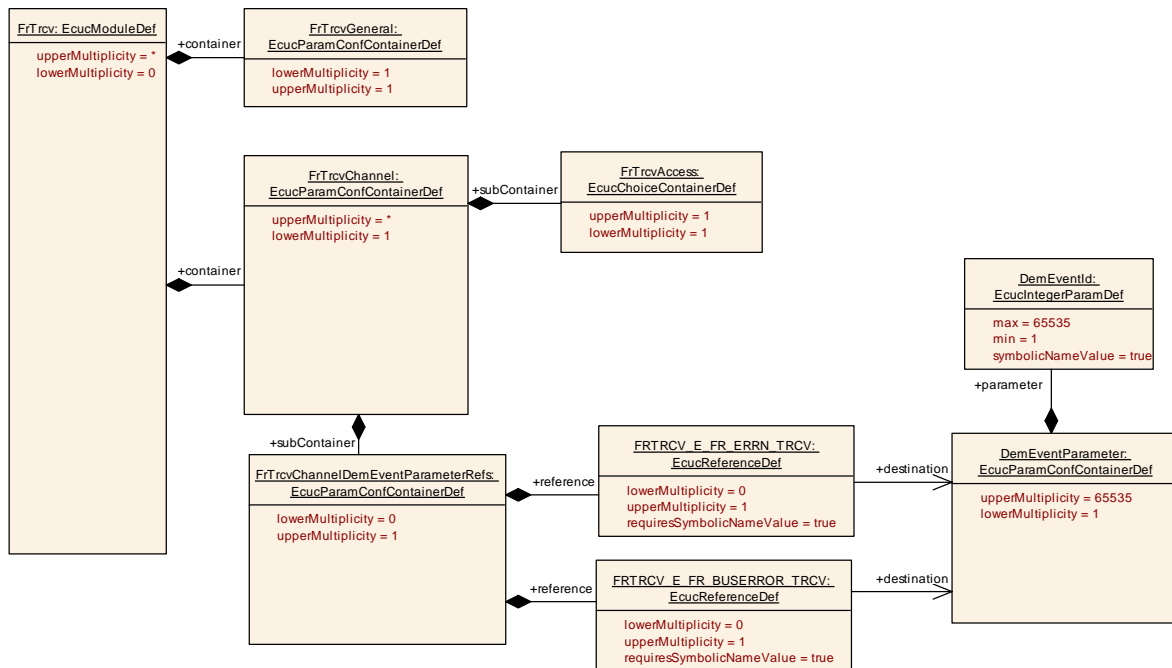 FrTrcv: EcucModuleDef
upperMultiplicity = *
lowerMultiplicity = 0
+container
FrTrcvGeneral:
EcucParamConfContainerDef
lowerMultiplicity = 1
upperMultiplicity = 1
+container
FrTrcvChannel:
EcucParamConfContainerDef
upperMultiplicity = *
lowerMultiplicity = 1
+subContainer
FrTrcvAccess:
EcucChoiceContainerDef
upperMultiplicity = 1
lowerMultiplicity = 1
+subContainer
FrTrcvChannelDemEventParameterRefs:
EcucParamConfContainerDef
lowerMultiplicity = 0
upperMultiplicity = 1
+reference
FRTRCV_E_FR_ERRN_TRCV:
EcucReferenceDef
lowerMultiplicity = 0
upperMultiplicity = 1
requiresSymbolicNameValue = true
+destination
+reference
FRTRCV_E_FR_BUSERROR_TRCV:
EcucReferenceDef
lowerMultiplicity = 0
upperMultiplicity = 1
requiresSymbolicNameValue = true
+destination
DemEventId:
EcucIntegerParamDef
max = 65535
min = 1
symbolicNameValue = true
+parameter
DemEventParameter:
EcucParamConfContainerDef
upperMultiplicity = 65535
lowerMultiplicity = 1